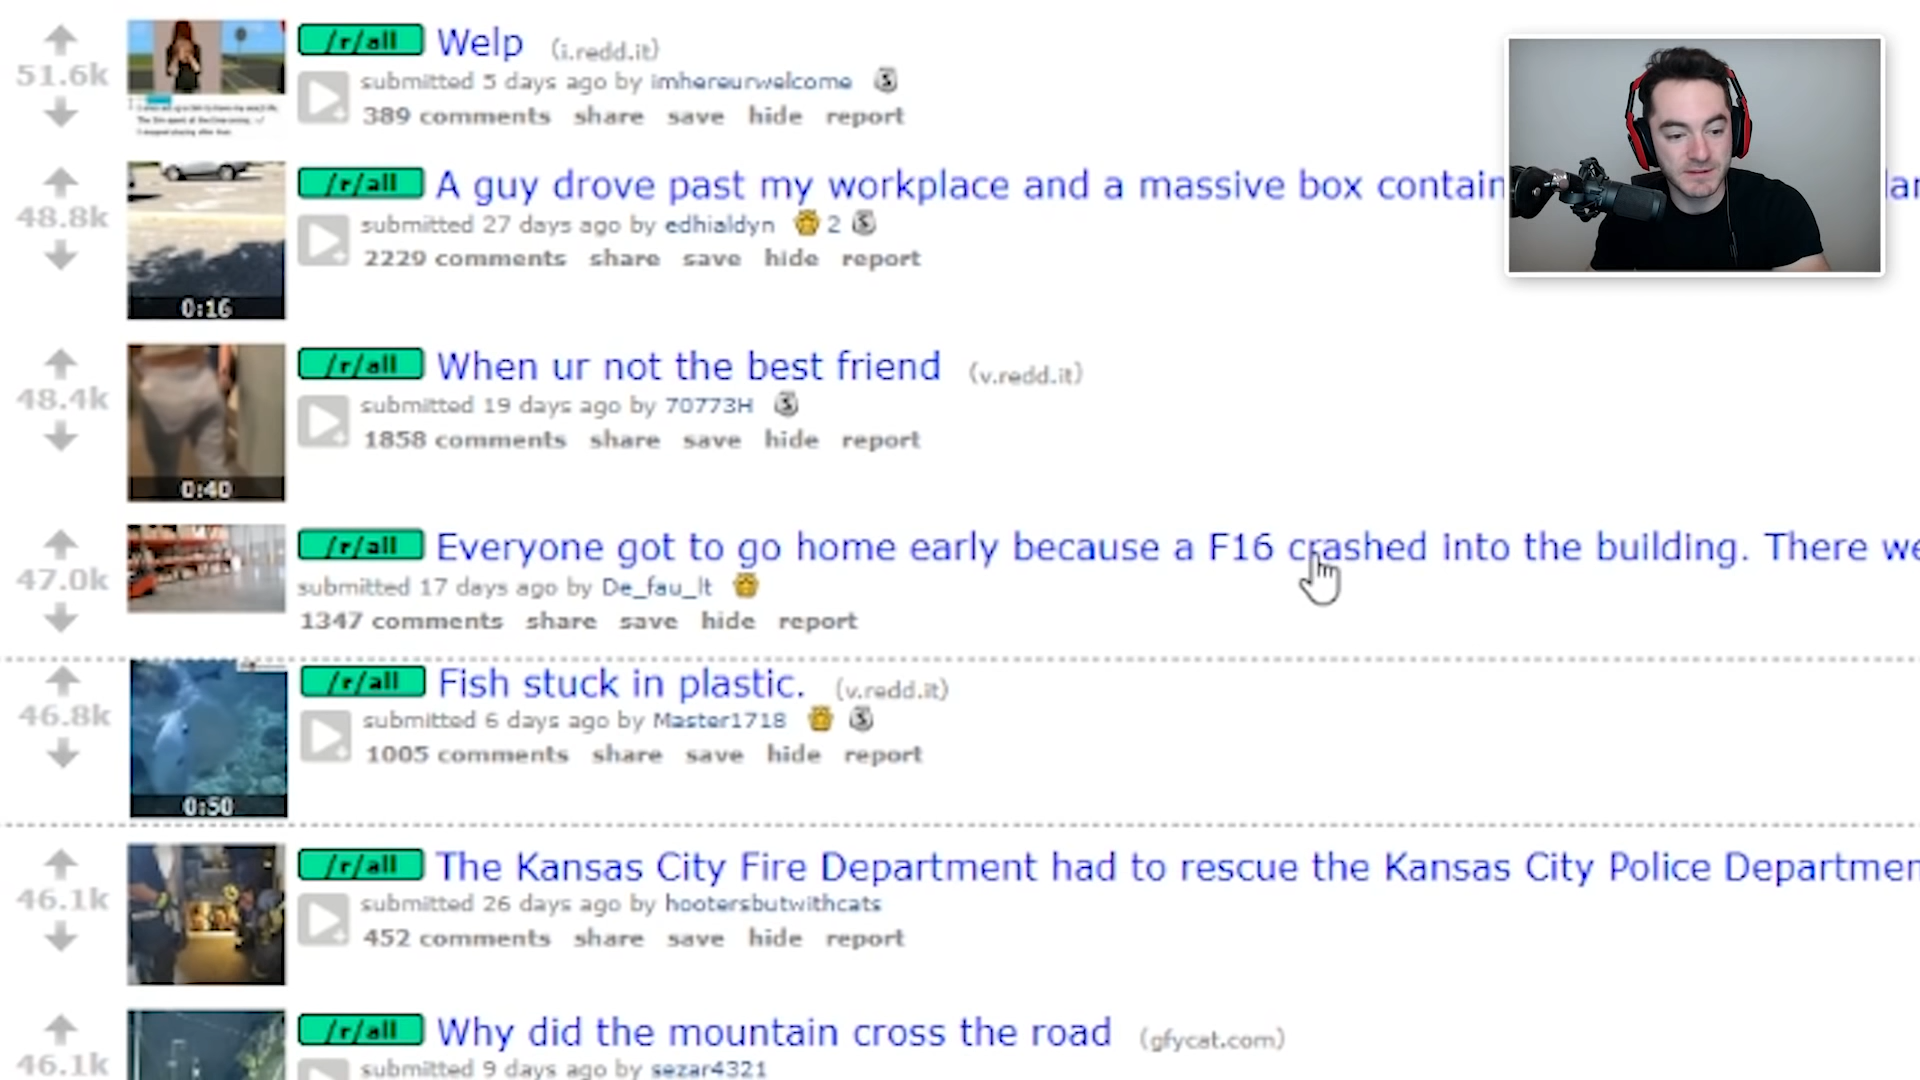 51.6k
/r/all Welp (i.redd.it)
submitted 5 days ago by imhereurwelcome
389 comments share save hide report
48.8k
/r/all A guy drove past my workplace and a massive box contain
submitted 27 days ago by edhialdyn 2
2229 comments share save hide report
0:16
48.4k
/r/all When ur not the best friend (v.redd.it)
submitted 19 days ago by 70773H
1858 comments share save hide report
0:40
47.0k
/r/all Everyone got to go home early because a F16 crashed into the building. There we
submitted 17 days ago by De_fau_lt
1347 comments share save hide report
46.8k
/r/all Fish stuck in plastic. (v.redd.it)
submitted 6 days ago by Master1718
1005 comments share save hide report
0:50
46.1k
/r/all The Kansas City Fire Department had to rescue the Kansas City Police Departmen
submitted 26 days ago by hootersbutwithcats
452 comments share save hide report
46.1k
/r/all Why did the mountain cross the road (gfycat.com)
submitted 9 days ago by sezar4321